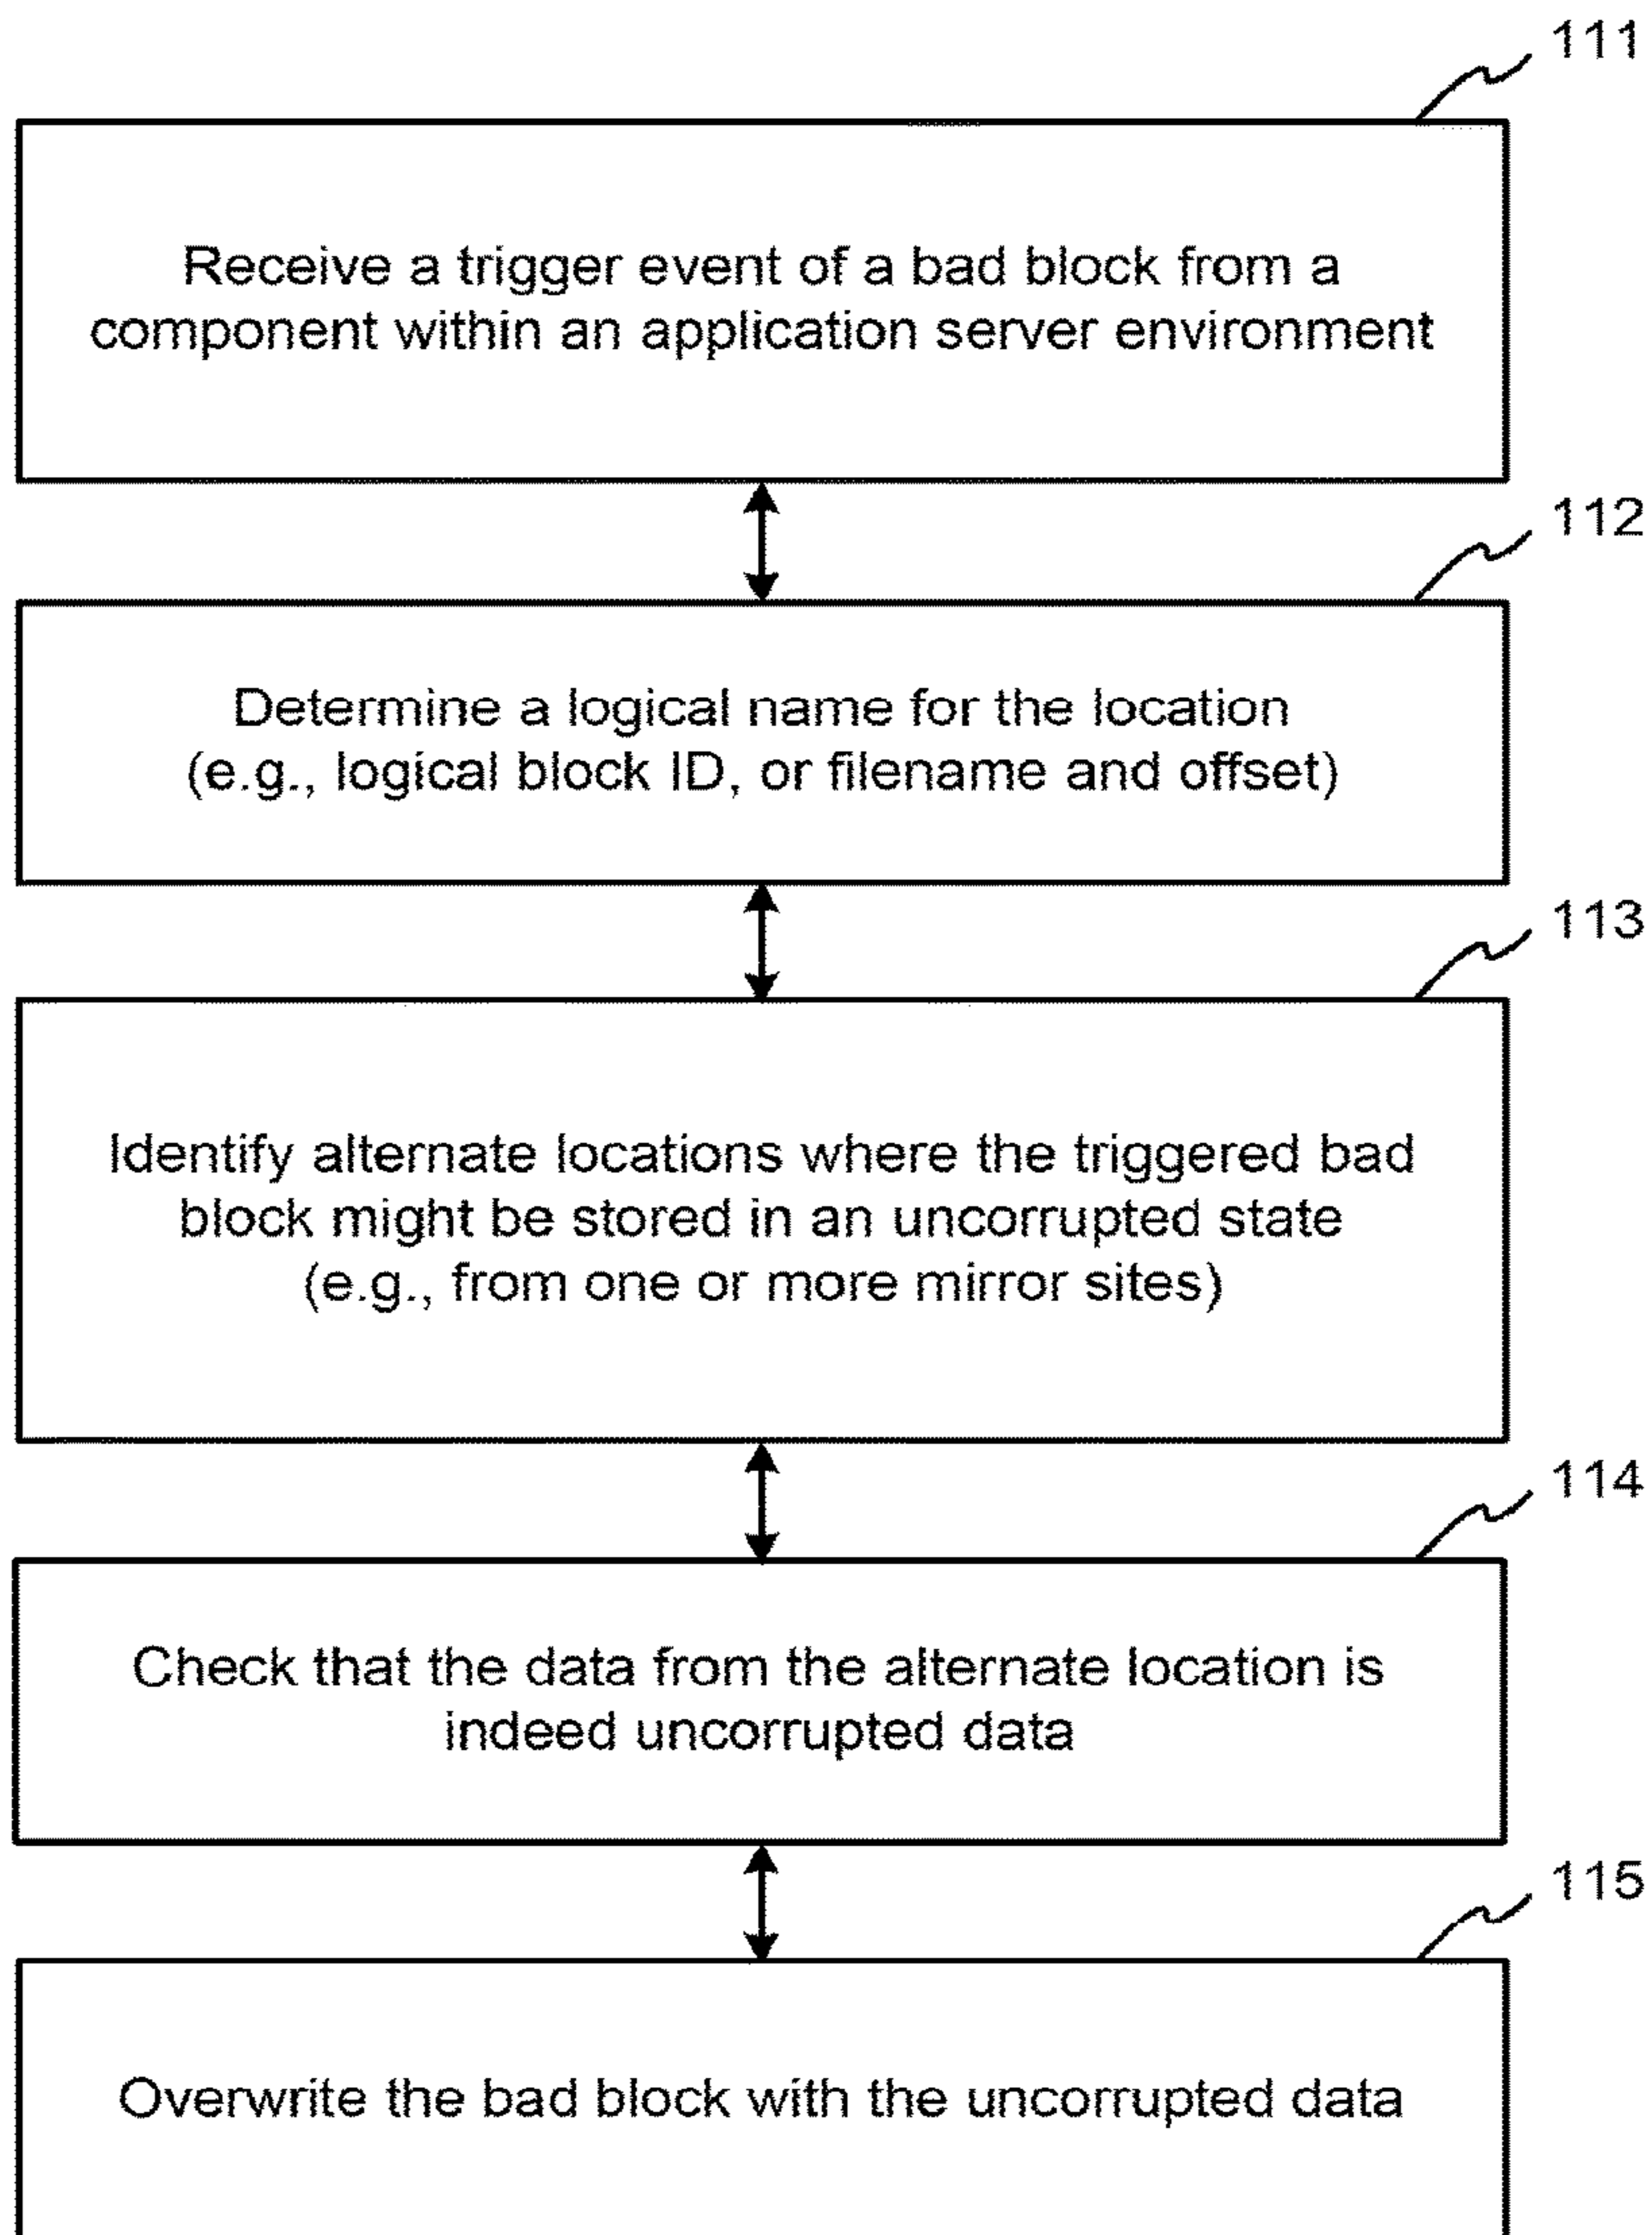 111
Receive a trigger event of a bad block from a
component within an application server environment
112
Determine a logical name for the location
(e.g., logical block ID, or filename and offset)
113
Identify alternate locations where the triggered bad
block might be stored in an uncorrupted state
(e.g., from one or more mirror sites)
114
Check that the data from the alternate location is
indeed uncorrupted data
115
Overwrite the bad block with the uncorrupted data